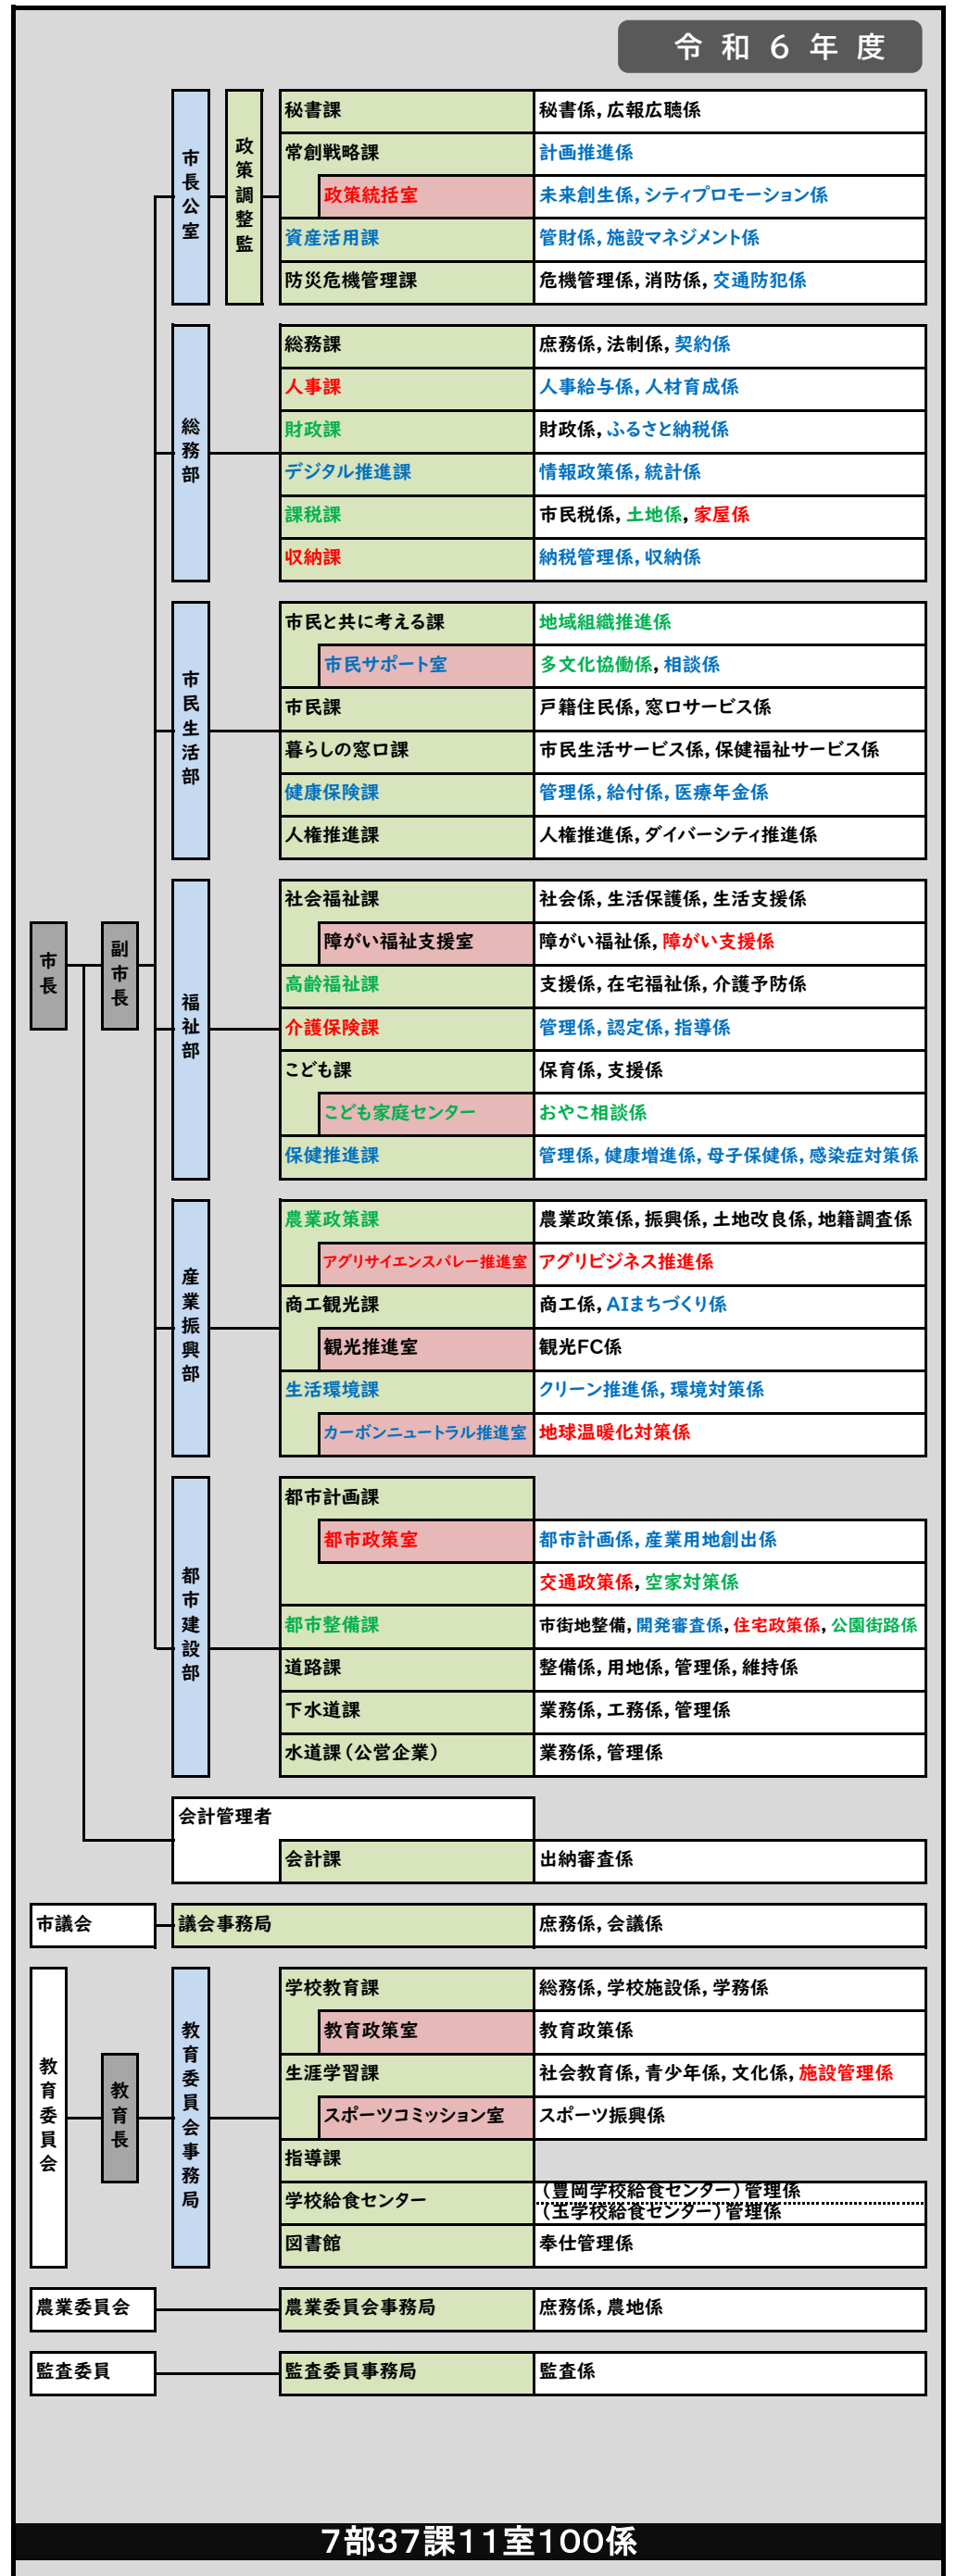 令和6年度
市長公室
政策調整監
秘書課
秘書係，広報広聴係
常創戦略課
計画推進係
政策統括室
未来創生係，シティプロモーション係
資産活用課
管財係，施設マネジメント係
防災危機管理課
危機管理係，消防係，交通防犯係
総務部
総務課
庶務係，法制係，契約係
人事課
人事給与係，人材育成係
財政課
財政係，ふるさと納税係
デジタル推進課
情報政策係，統計係
課税課
市民税係，土地係，家屋係
収納課
納税管理係，収納係
市民生活部
市民と共に考える課
地域組織推進係
市民サポート室
多文化協働係，相談係
市民課
戸籍住民係，窓口サービス係
暮らしの窓口課
市民生活サービス係，保健福祉サービス係
健康保険課
管理係，給付係，医療年金係
人権推進課
人権推進係，ダイバーシティ推進係
市長
副市長
福祉部
社会福祉課
社会係，生活保護係，生活支援係
障がい福祉支援室
障がい福祉係，障がい支援係
高齢福祉課
支援係，在宅福祉係，介護予防係
介護保険課
管理係，認定係，指導係
こども課
保育係，支援係
こども家庭センター
おやこ相談係
保健推進課
管理係，健康増進係，母子保健係，感染症対策係
産業振興部
農業政策課
農業政策係，振興係，土地改良係，地籍調査係
アグリサイエンスバレー推進室
アグリビジネス推進係
商工観光課
商工係，AIまちづくり係
観光推進室
観光FC係
生活環境課
クリーン推進係，環境対策係
カーボンニュートラル推進室
地球温暖化対策係
都市建設部
都市計画課
都市政策室
都市計画係，産業用地創出係
交通政策係，空家対策係
都市整備課
市街地整備，開発審査係，住宅政策係，公園街路係
道路課
整備係，用地係，管理係，維持係
下水道課
業務係，工務係，管理係
水道課（公営企業）
業務係，管理係
会計管理者
会計課
出納審査係
市議会
議会事務局
庶務係，会議係
教育委員会
教育長
教育委員会事務局
学校教育課
総務係，学校施設係，学務係
教育政策室
教育政策係
生涯学習課
社会教育係，青少年係，文化係，施設管理係
スポーツコミッション室
スポーツ振興係
指導課
学校給食センター
（豊岡学校給食センター）管理係
（玉学校給食センター）管理係
図書館
奉仕管理係
農業委員会
農業委員会事務局
庶務係，農地係
監査委員
監査委員事務局
監査係
7部37課11室100係